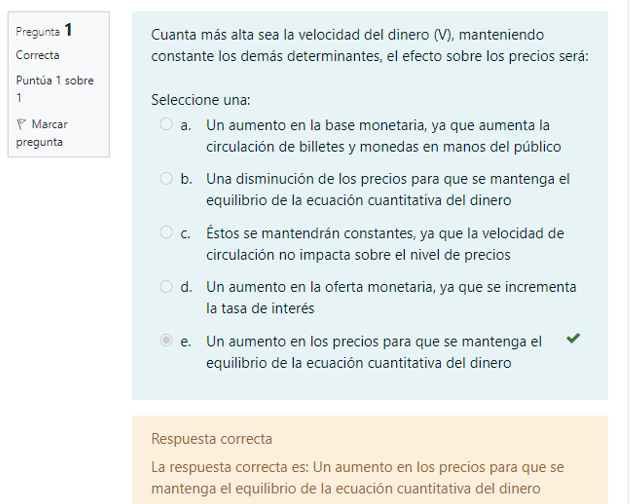 Pregunta 1
Correcta
Puntúa 1 sobre
1
Marcar
pregunta
Cuanta más alta sea la velocidad del dinero (V), manteniendo
constante los demás determinantes, el efecto sobre los precios será:
Seleccione una:
a. Un aumento en la base monetaria, ya que aumenta la
circulación de billetes y monedas en manos del público
b. Una disminución de los precios para que se mantenga el
equilibrio de la ecuación cuantitativa del dinero
c. Éstos se mantendrán constantes, ya que la velocidad de
circulación no impacta sobre el nivel de precios
d. Un aumento en la oferta monetaria, ya que se incrementa
la tasa de interés
e. Un aumento en los precios para que se mantenga el
equilibrio de la ecuación cuantitativa del dinero
Respuesta correcta
La respuesta correcta es: Un aumento en los precios para que se
mantenga el equilibrio de la ecuación cuantitativa del dinero